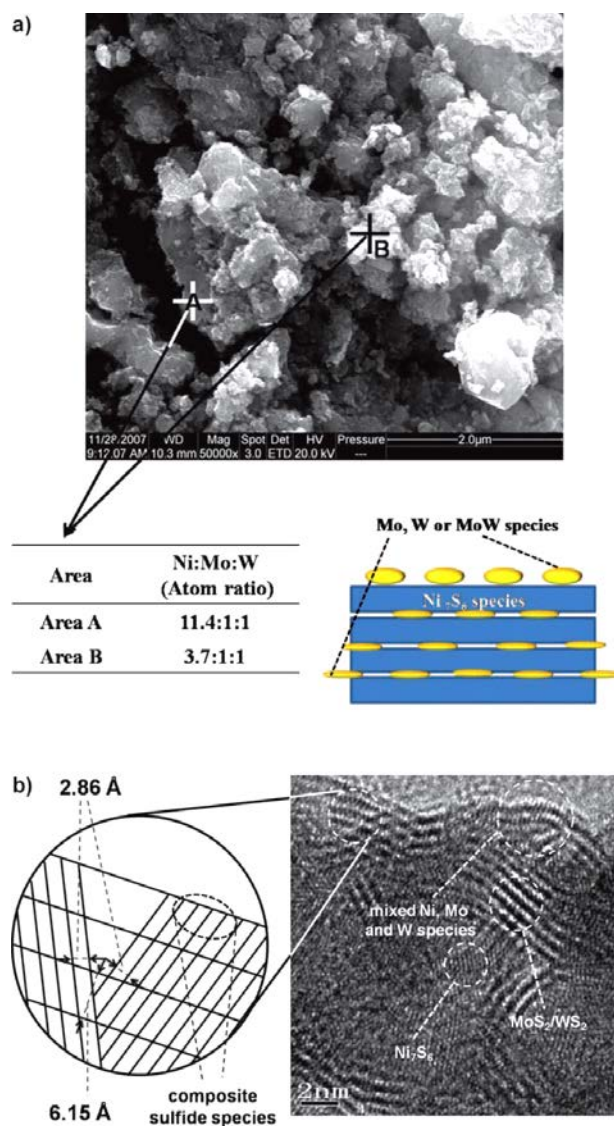 a)
A
B
11/28/2007 WD Mag Spot Det HV Pressure 2.0µm
9:12:07 AM 10.3 mm 50000x 3.0 ETD 20.0 kV ---
Mo, W or MoW species
Area Ni:Mo:W
(Atom ratio)
Area A 11.4:1:1
Area B 3.7:1:1
Ni7S6 species
b)
2.86 Å
6.15 Å
composite
sulfide species
mixed Ni, Mo
and W species
MoS2/WS2
Ni7S6
2 nm